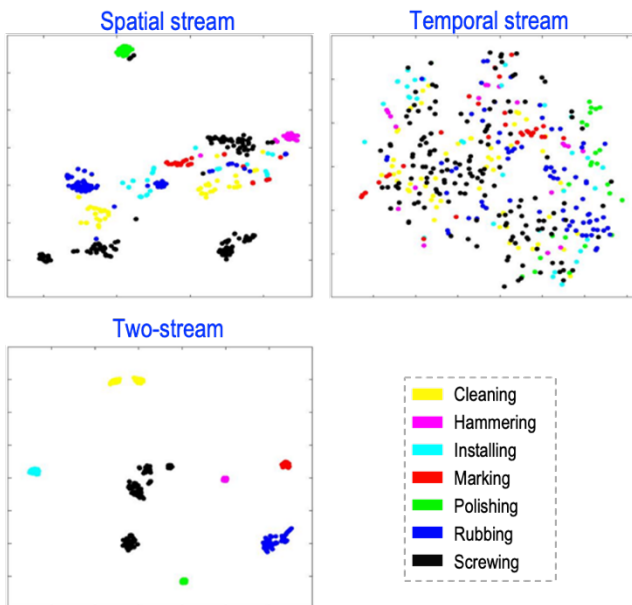 Spatial stream
Temporal stream
Two-stream
Cleaning
Hammering
Installing
Marking
Polishing
Rubbing
Screwing